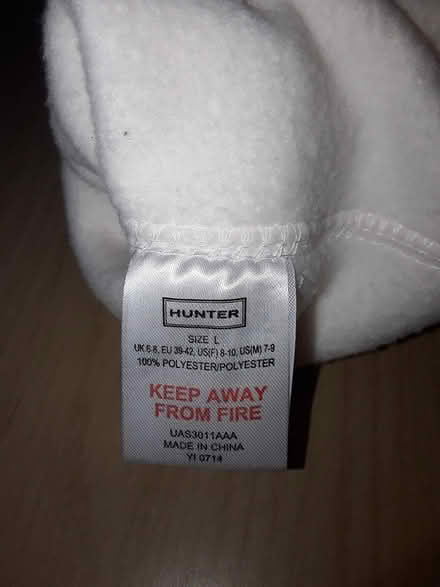 HUNTER
SIZE L
UK 6-8, EU 39-42, US(F) 8-10, US(M) 7-9
100% POLYESTER/POLYESTER
KEEP AWAY
FROM FIRE
UAS3011AAA
MADE IN CHINA
YI 0714